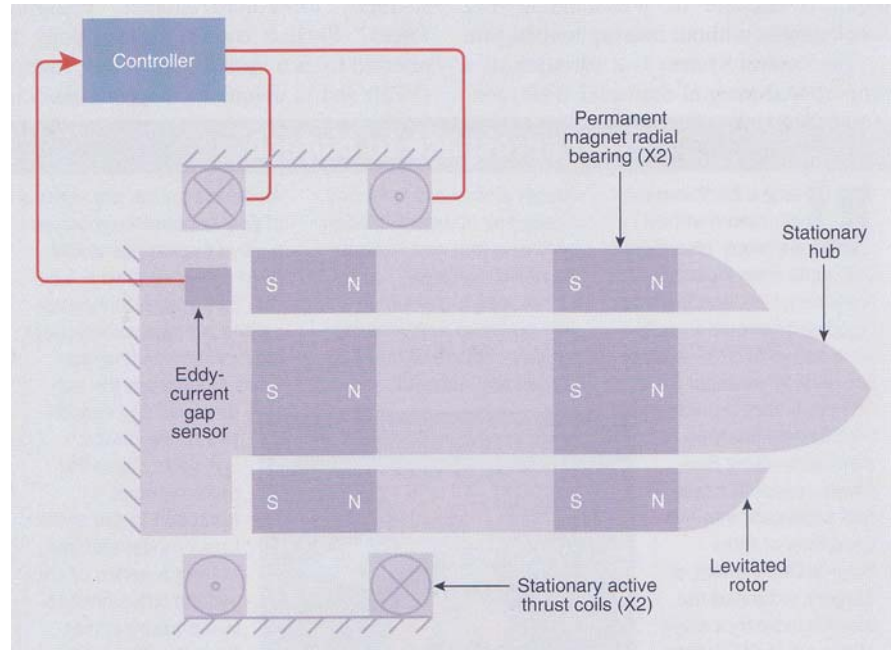 Controller
Permanent
magnet radial
bearing (X2)
Stationary
hub
S N S N
S N S N
Eddy-
current
gap
sensor
S N S N
Levitated
rotor
Stationary active
thrust coils (X2)